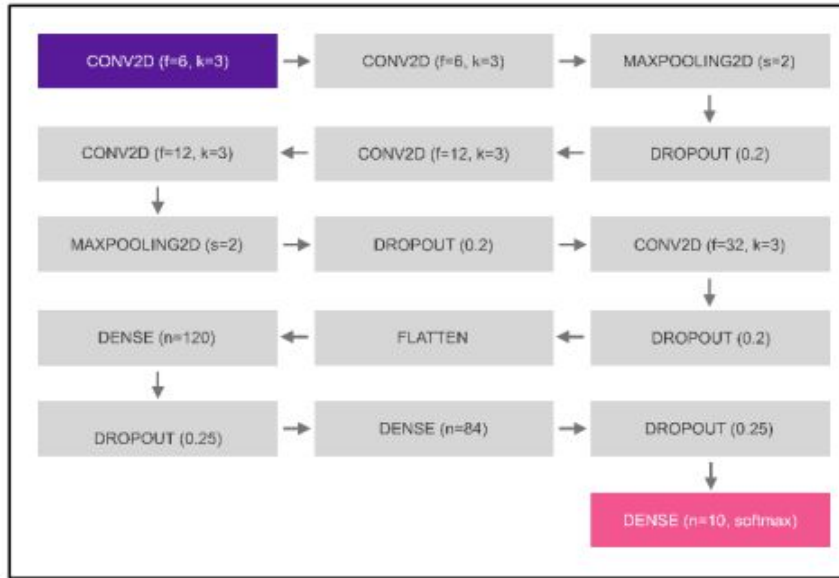 CONV2D (f=6, k=3)
CONV2D (f=6, k=3)
MAXPOOLING2D (s=2)
DROPOUT (0.2)
CONV2D (f=12, k=3)
CONV2D (f=12, k=3)
MAXPOOLING2D (s=2)
DROPOUT (0.2)
CONV2D (f=32, k=3)
DROPOUT (0.2)
FLATTEN
DENSE (n=120)
DROPOUT (0.25)
DENSE (n=84)
DROPOUT (0.25)
DENSE (n=10, softmax)